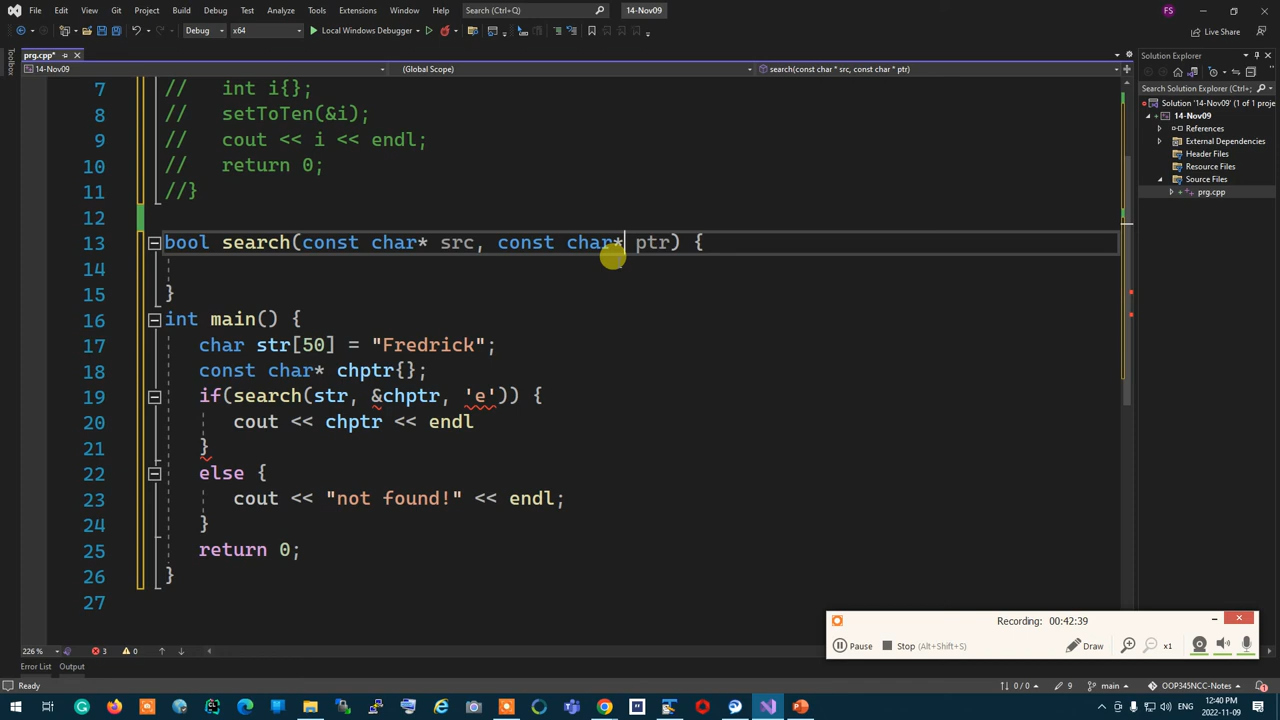 File Edit View Git Project Build Debug Test Analyze Tools Extensions Window Help Search (Ctrl+Q) 14-Nov09 FS
Debug x64 Local Windows Debugger Live Share
prg.cpp* Solution Explorer
Toolbox
14-Nov09 (Global Scope) search(const char * src, const char * ptr)
Search Solution Explorer (Ctrl+;
Solution '14-Nov09' (1 of 1 proje
14-Nov09
References
External Dependencies
Header Files
Resource Files
Source Files
prg.cpp
7 // int i{};
8 // setToTen(&i);
9 // cout << i << endl;
10 // return 0;
11 //}
12
13 bool search(const char* src, const char* ptr) {
14
15 }
16 int main() {
17 char str[50] = "Fredrick";
18 const char* chptr{};
19 if(search(str, &chptr, 'e')) {
20 cout << chptr << endl
21 }
22 else {
23 cout << "not found!" << endl;
24 }
25 return 0;
26 }
27
Recording: 00:42:39
Pause Stop (Alt+Shift+S) Draw x1
226 % 3 0
Error List Output
Ready 0 / 0 9 main OOP345NCC-Notes
ENG 12:40 PM
2022-11-09